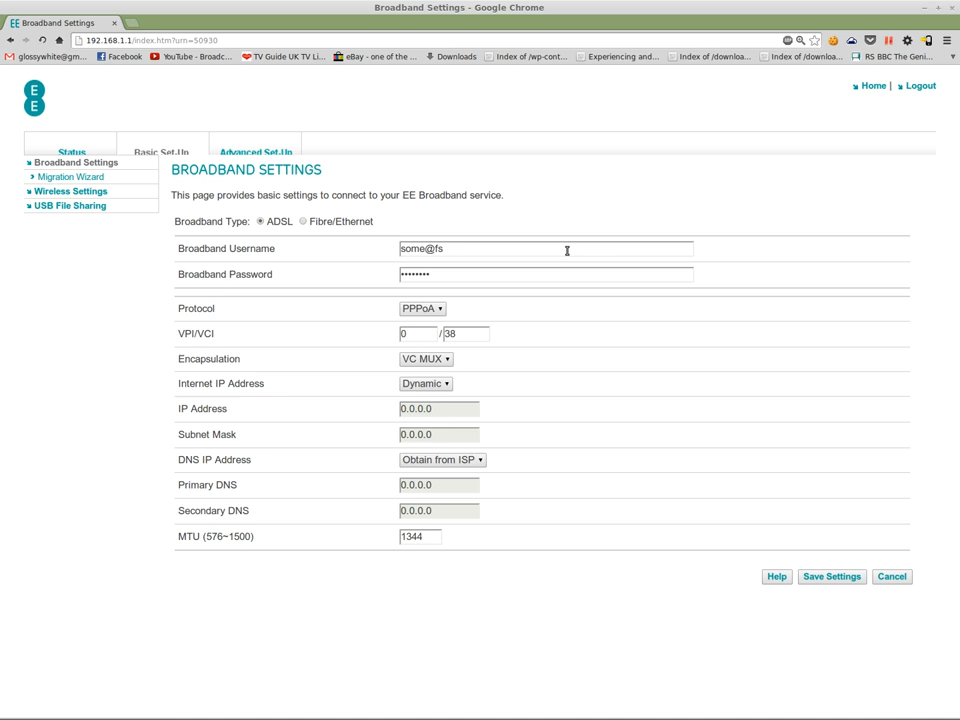 Broadband Settings - Google Chrome
EE Broadband Settings ×
192.168.1.1/index.htm?urn=50930
glossywhite@gm... Facebook YouTube - Broadc... TV Guide UK TV Li... eBay - one of the ... Downloads Index of /wp-cont... Experiencing and... Index of /downloa... Index of /downloa... RS BBC The Geni...
E
E
Home | Logout
Status Basic Set-Up Advanced Set-Up
Broadband Settings
Migration Wizard
Wireless Settings
USB File Sharing
BROADBAND SETTINGS
This page provides basic settings to connect to your EE Broadband service.
Broadband Type: ADSL Fibre/Ethernet
Broadband Username some@fs
Broadband Password ••••••••
Protocol PPPoA
VPI/VCI 0 / 38
Encapsulation VC MUX
Internet IP Address Dynamic
IP Address 0.0.0.0
Subnet Mask 0.0.0.0
DNS IP Address Obtain from ISP
Primary DNS 0.0.0.0
Secondary DNS 0.0.0.0
MTU (576~1500) 1344
Help Save Settings Cancel